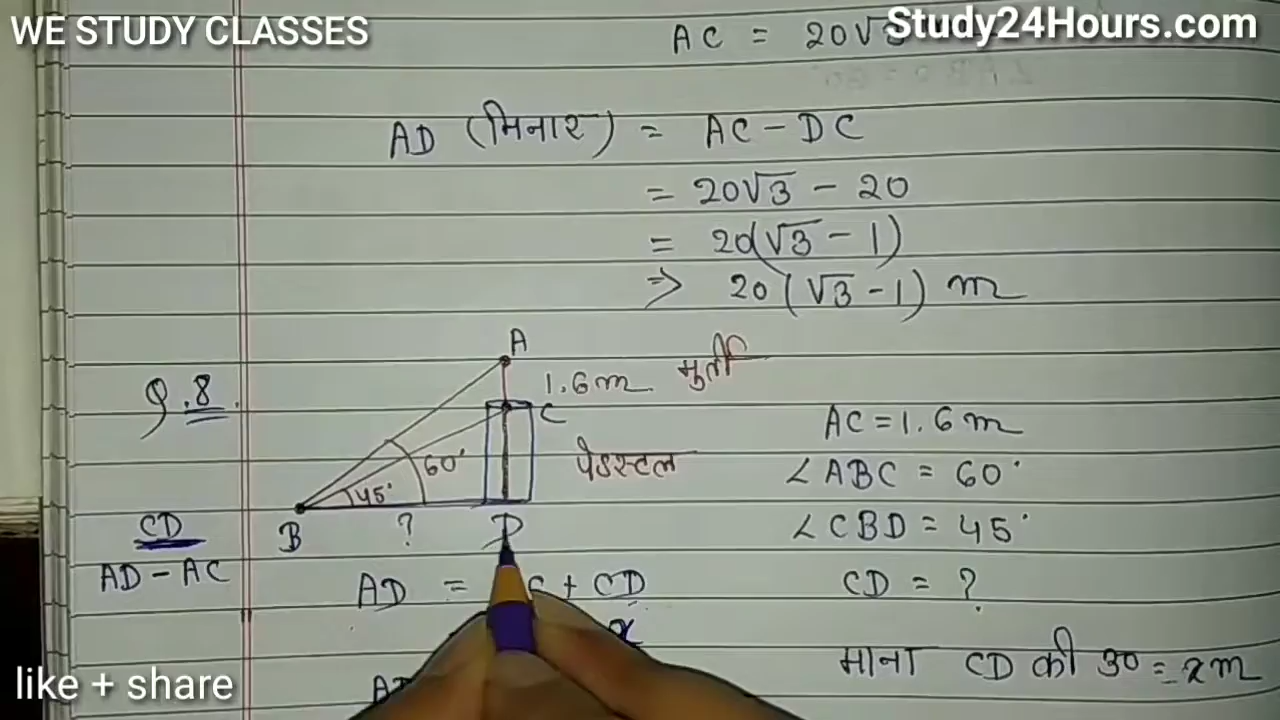 WE STUDY CLASSES
Study24Hours.com
AC = 20√3
AD (मिनार) = AC - DC
= 20√3 - 20
= 20(√3 - 1)
⇒ 20(√3 - 1) m
Q.8.
A
1.6m मुर्ती
C
पेडस्टल
60°
45°
B ? D
AC = 1.6 m
∠ABC = 60°
∠CBD = 45°
CD = ?
माना CD की ऊ0 = x m
CD
AD - AC
AD = + CD
x
like + share